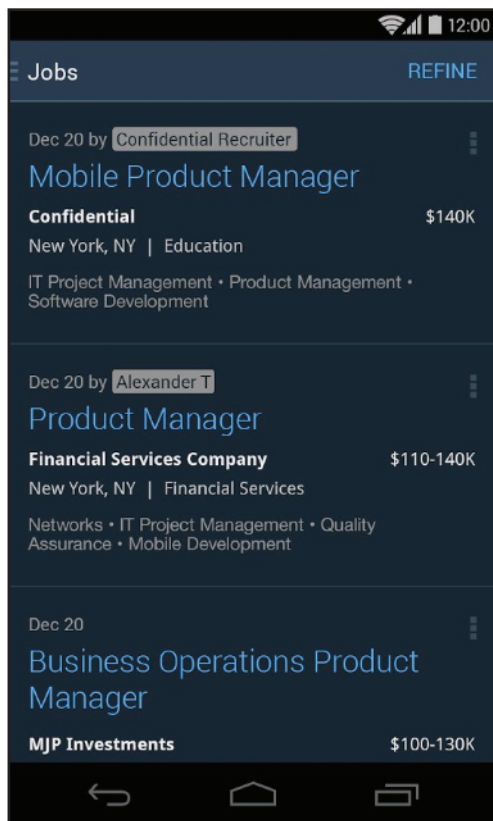 12:00
Jobs REFINE
Dec 20 by Confidential Recruiter
Mobile Product Manager
Confidential $140K
New York, NY | Education
IT Project Management • Product Management •
Software Development
Dec 20 by Alexander T
Product Manager
Financial Services Company $110-140K
New York, NY | Financial Services
Networks • IT Project Management • Quality
Assurance • Mobile Development
Dec 20
Business Operations Product
Manager
MJP Investments $100-130K